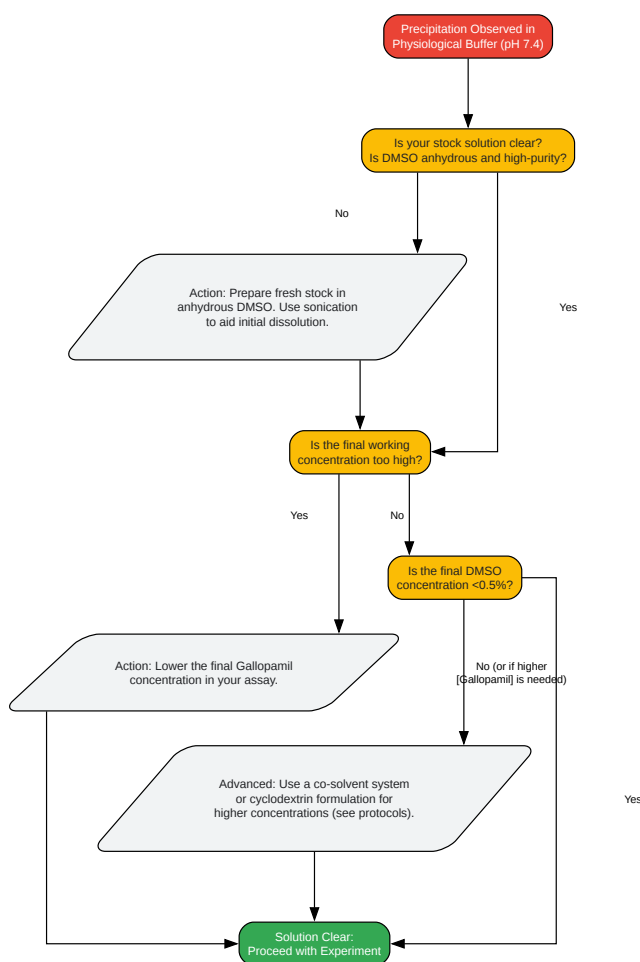 Precipitation Observed in
Physiological Buffer (pH 7.4)
Is your stock solution clear?
Is DMSO anhydrous and high-purity?
No
Action: Prepare fresh stock in
anhydrous DMSO. Use sonication
to aid initial dissolution.
Yes
Is the final working
concentration too high?
Yes
No
Is the final DMSO
concentration <0.5%?
Action: Lower the final Gallopamil
concentration in your assay.
No (or if higher
[Gallopamil] is needed)
Advanced: Use a co-solvent system
or cyclodextrin formulation for
higher concentrations (see protocols).
Yes
Solution Clear:
Proceed with Experiment